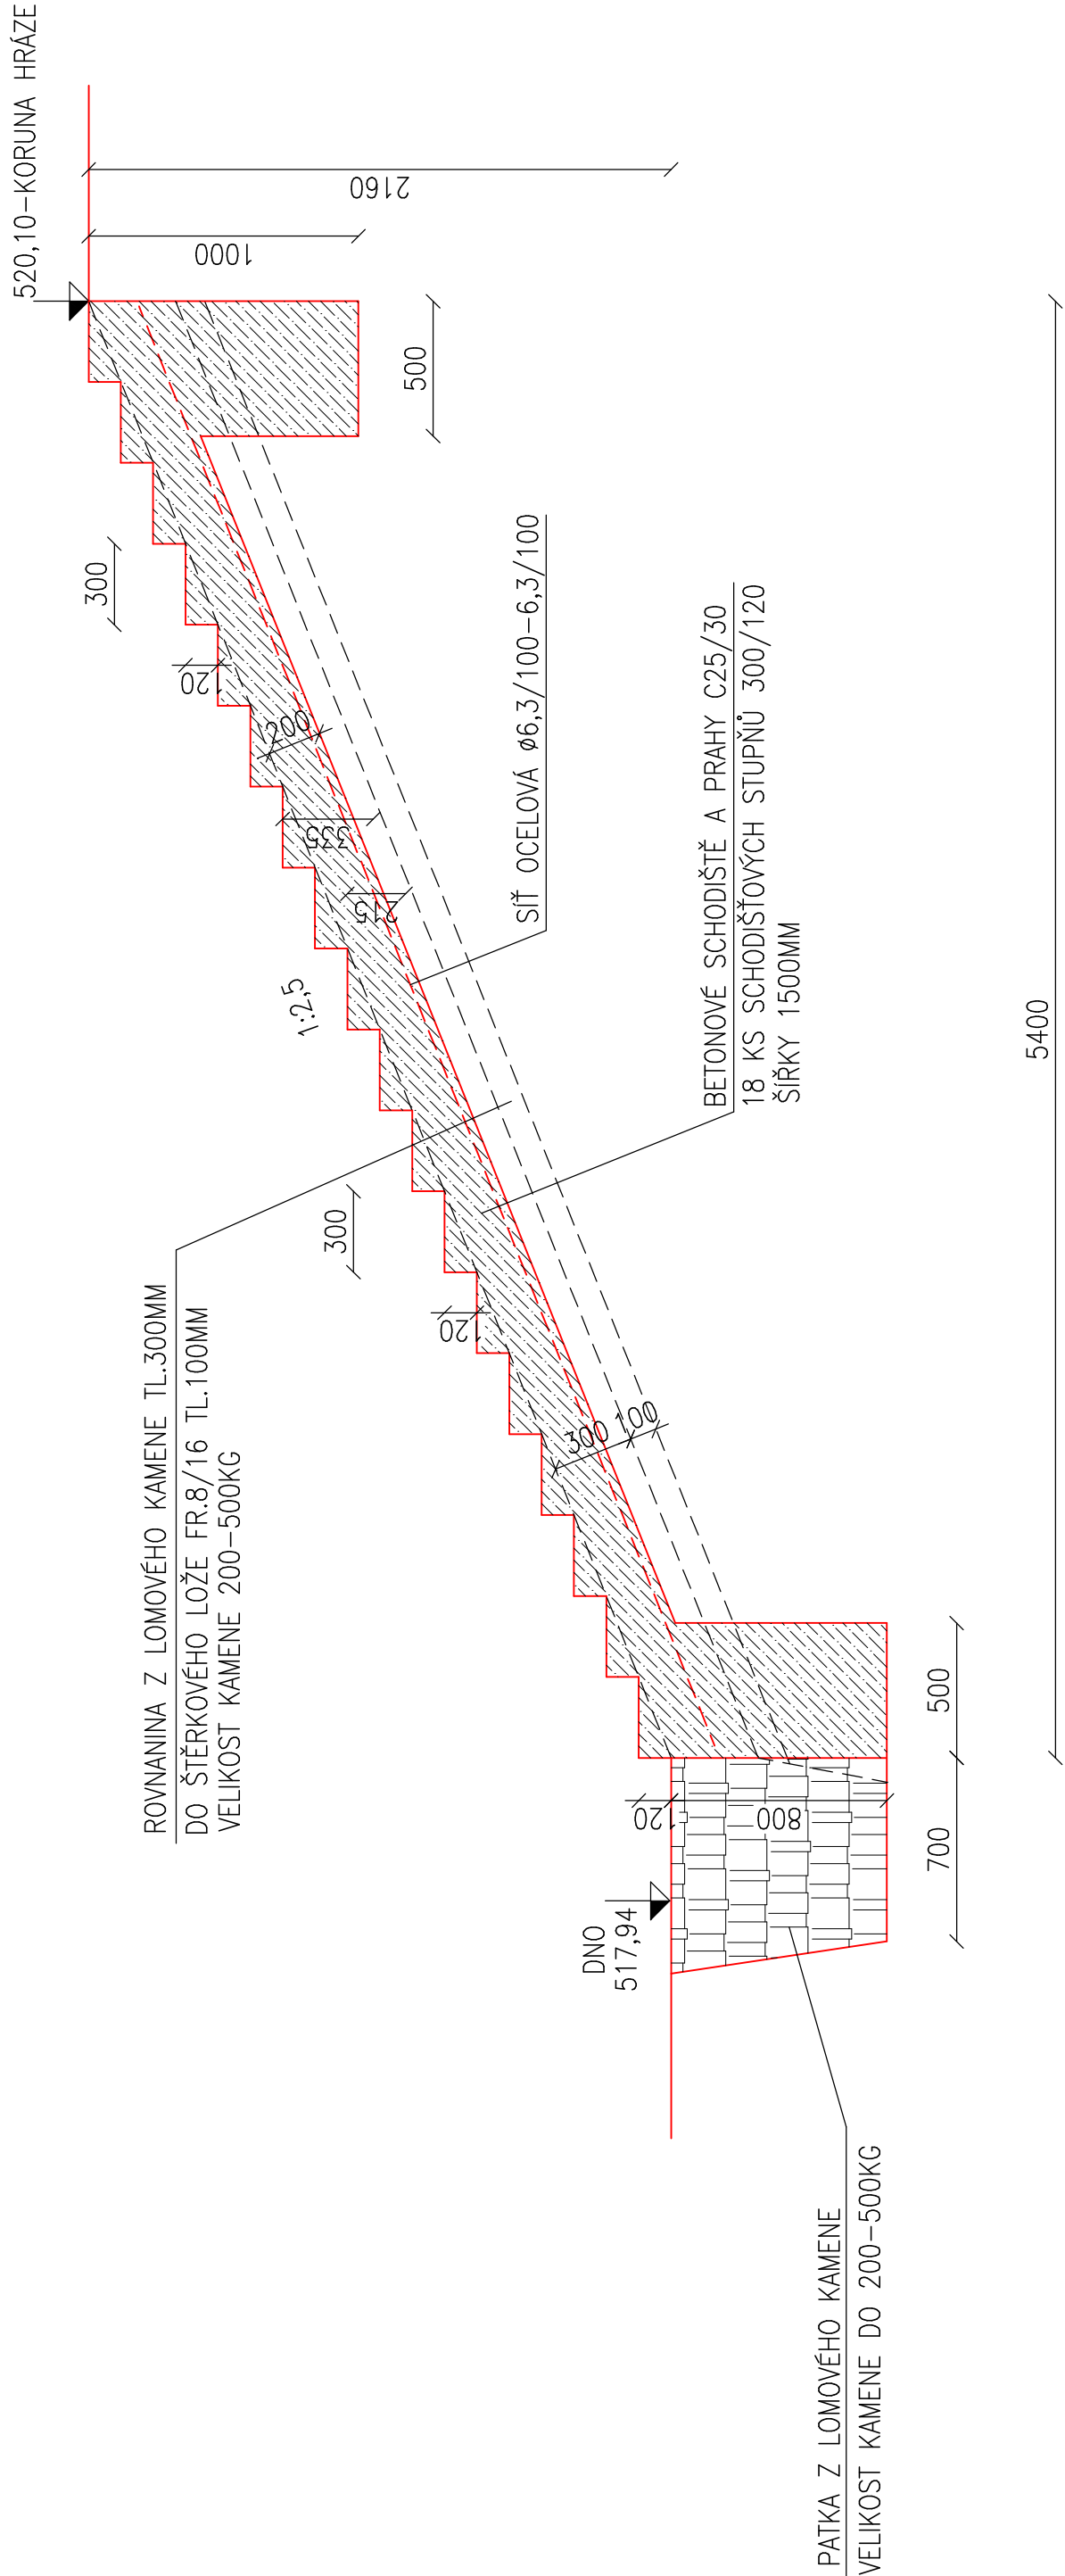 520,10-KORUNA HRÁZE
2160
1000
500
300
120
200
335
215
1:2,5
SÍŤ OCELOVÁ ø6,3/100-6,3/100
BETONOVÉ SCHODIŠTĚ A PRAHY C25/30
18 KS SCHODIŠŤOVÝCH STUPŇŮ 300/120
ŠÍŘKY 1500MM
5400
ROVNANINA Z LOMOVÉHO KAMENE TL.300MM
DO ŠTĚRKOVÉHO LOŽE FR.8/16 TL.100MM
VELIKOST KAMENE 200-500KG
300
120
300 100
500
700
120
800
DNO
517,94
PATKA Z LOMOVÉHO KAMENE
VELIKOST KAMENE DO 200-500KG